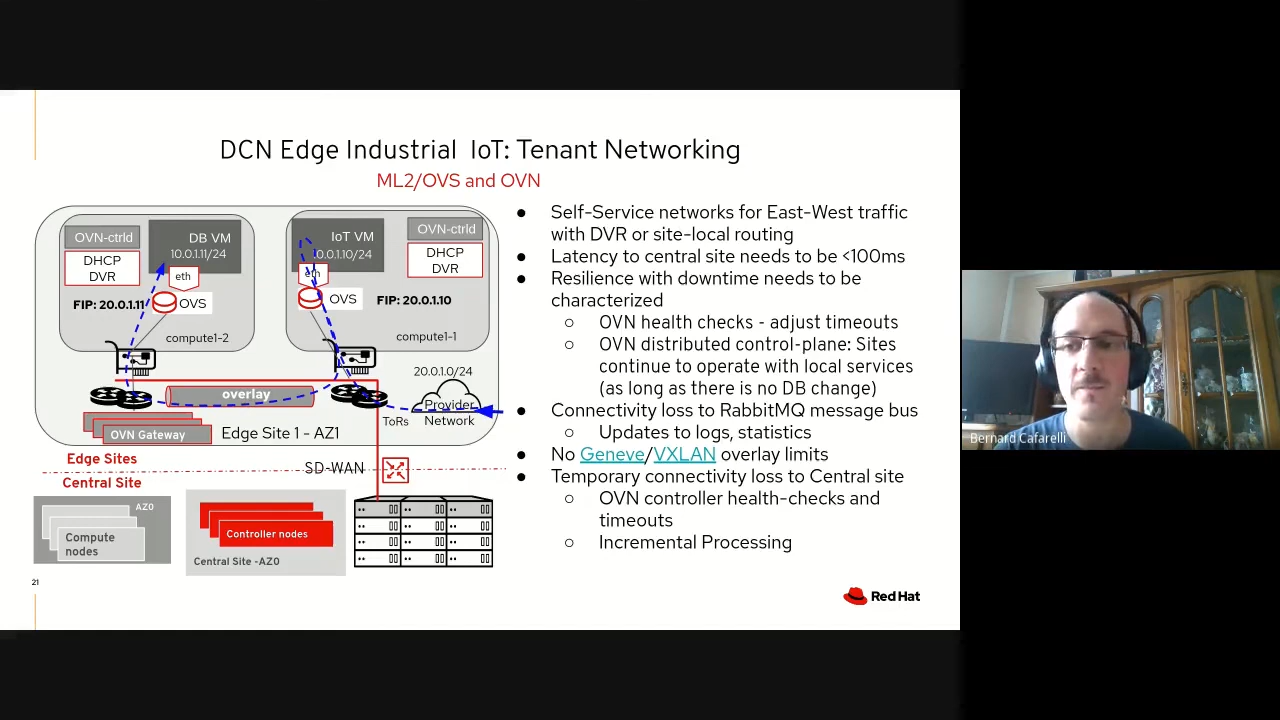 DCN Edge Industrial IoT: Tenant Networking
ML2/OVS and OVN
OVN-ctrld
DB VM
10.0.1.11/24
DHCP
DVR
eth
FIP: 20.0.1.11
OVS
compute1-2
IoT VM
10.0.1.10/24
OVN-ctrld
DHCP
DVR
eth
OVS
FIP: 20.0.1.10
compute1-1
20.0.1.0/24
overlay
Provider
Network
ToRs
OVN Gateway
Edge Site 1 - AZ1
Edge Sites
SD-WAN
Central Site
AZ0
Compute
nodes
Controller nodes
Central Site -AZ0
● Self-Service networks for East-West traffic
with DVR or site-local routing
● Latency to central site needs to be <100ms
● Resilience with downtime needs to be
characterized
○ OVN health checks - adjust timeouts
○ OVN distributed control-plane: Sites
continue to operate with local services
(as long as there is no DB change)
● Connectivity loss to RabbitMQ message bus
○ Updates to logs, statistics
● No Geneve/VXLAN overlay limits
● Temporary connectivity loss to Central site
○ OVN controller health-checks and
timeouts
○ Incremental Processing
21
Red Hat
Bernard Cafarelli